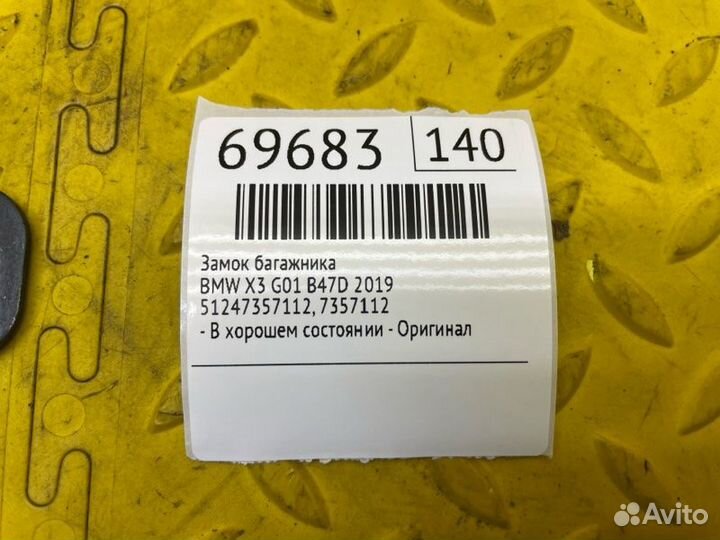 69683 140
Замок багажника
BMW X3 G01 B47D 2019
51247357112, 7357112
- В хорошем состоянии - Оригинал
Avito